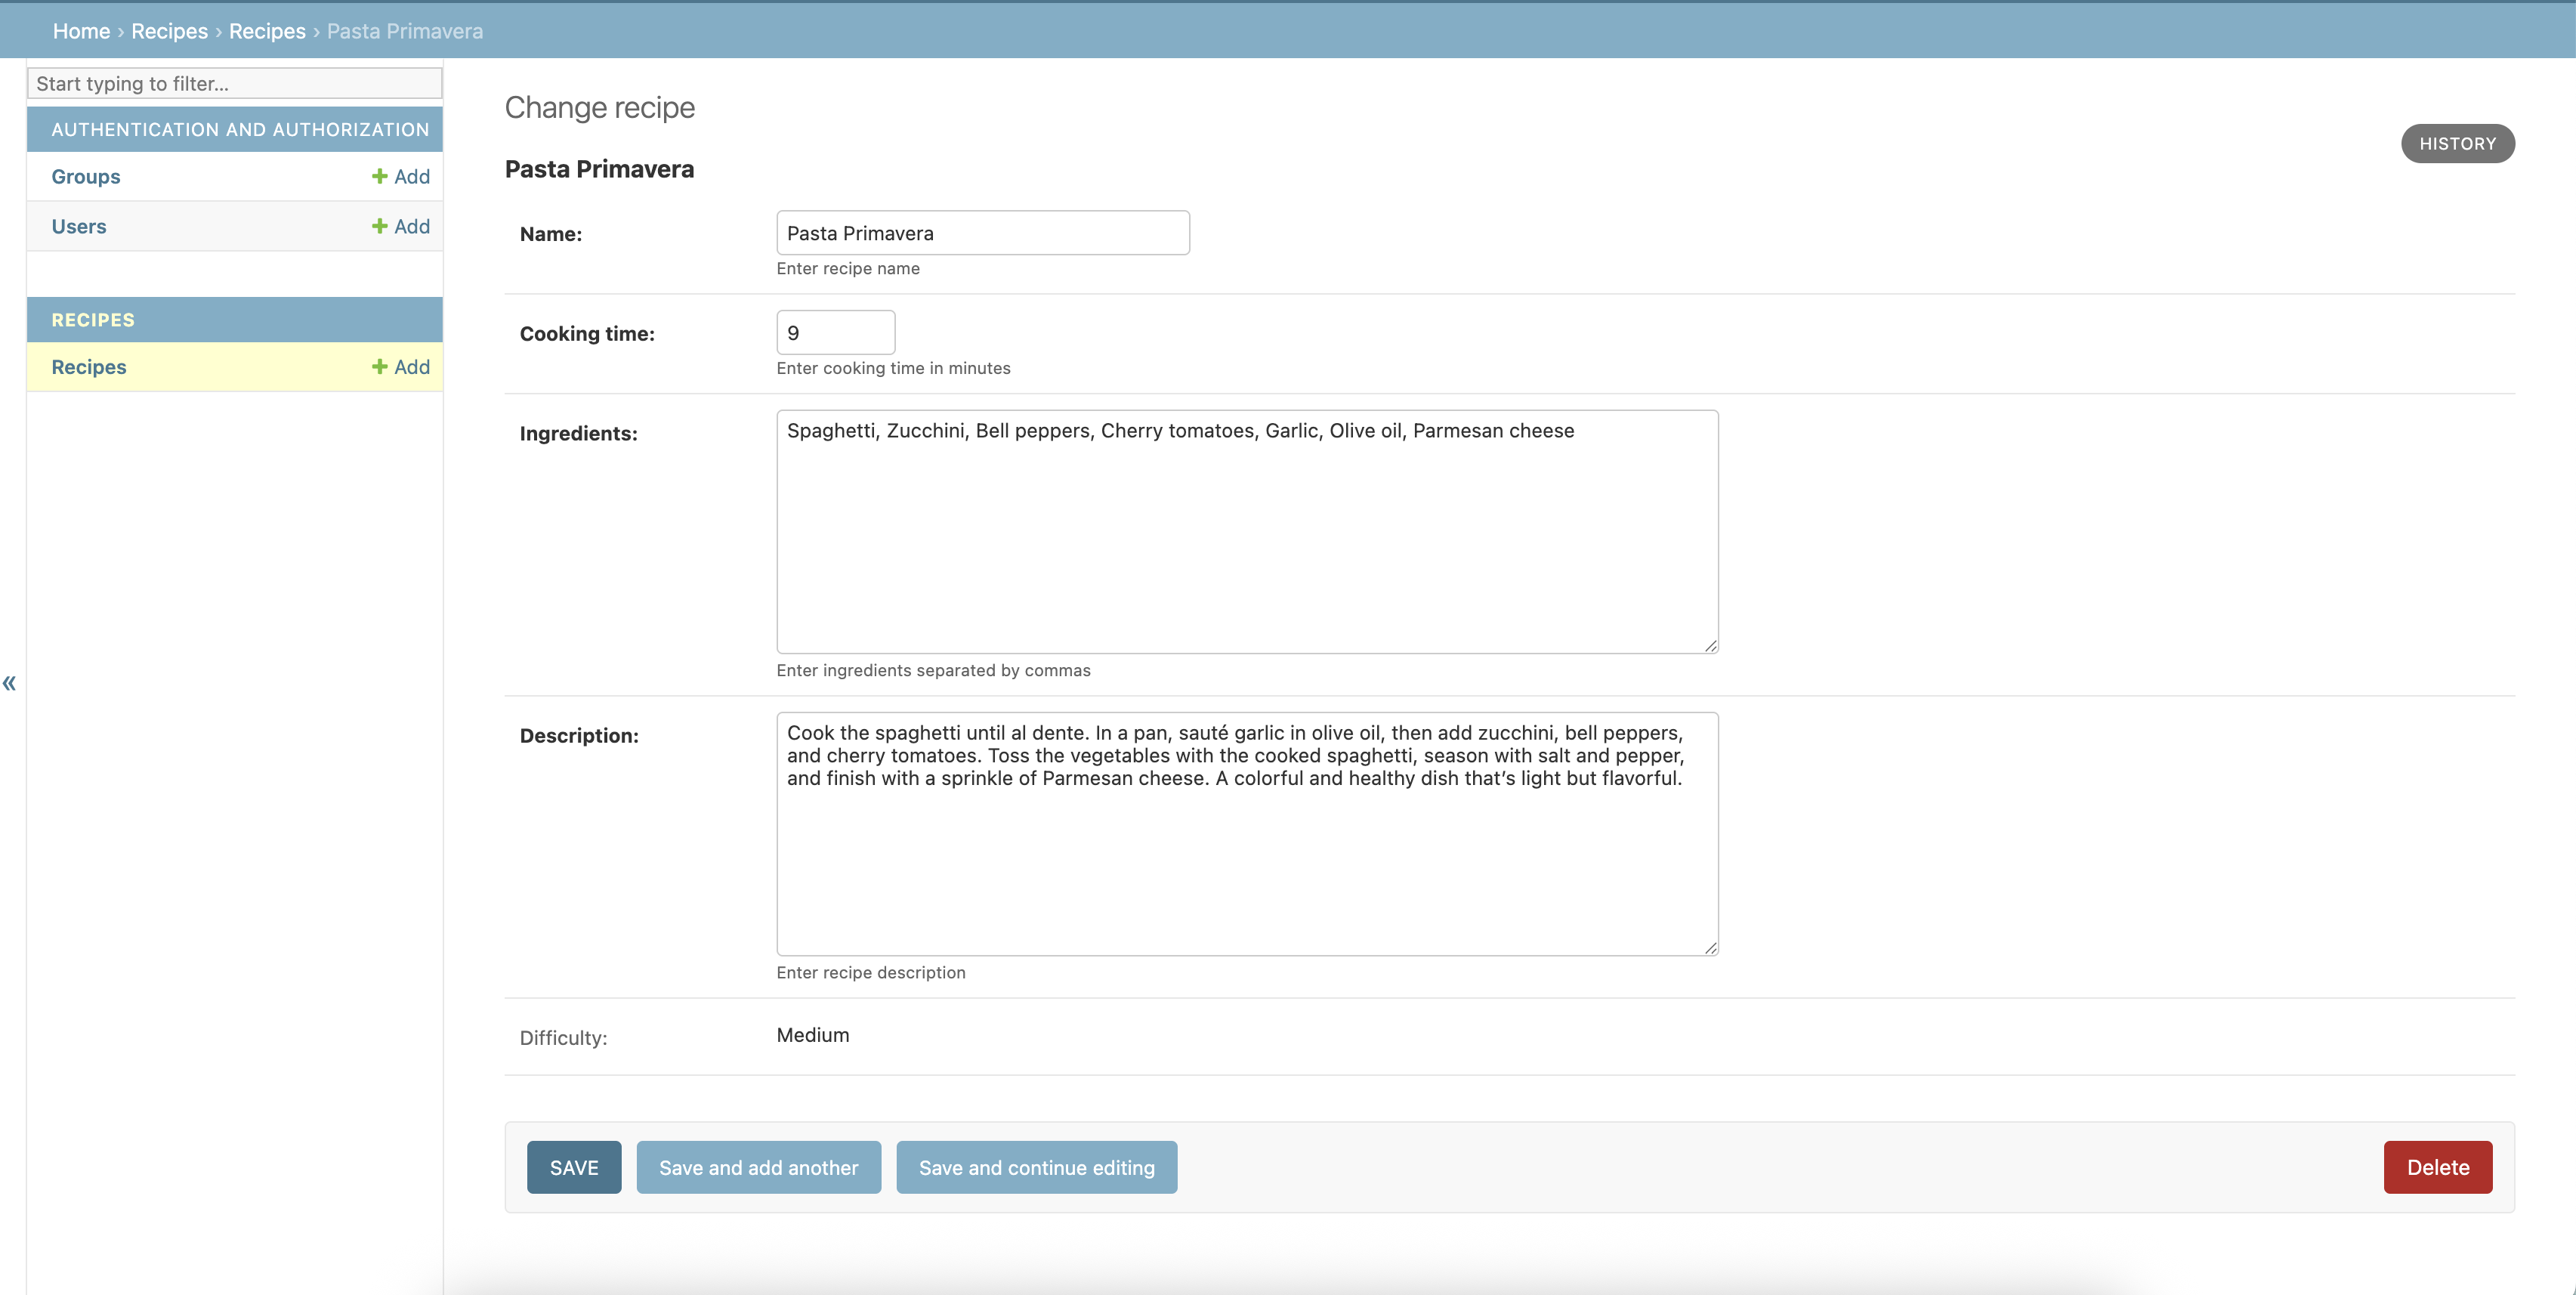 Home › Recipes › Recipes › Pasta Primavera
Start typing to filter...
AUTHENTICATION AND AUTHORIZATION
Groups
Add
Users
Add
RECIPES
Recipes
Add
«
Change recipe
HISTORY
Pasta Primavera
Name:
Pasta Primavera
Enter recipe name
Cooking time:
9
Enter cooking time in minutes
Ingredients:
Spaghetti, Zucchini, Bell peppers, Cherry tomatoes, Garlic, Olive oil, Parmesan cheese
Enter ingredients separated by commas
Description:
Cook the spaghetti until al dente. In a pan, sauté garlic in olive oil, then add zucchini, bell peppers,
and cherry tomatoes. Toss the vegetables with the cooked spaghetti, season with salt and pepper,
and finish with a sprinkle of Parmesan cheese. A colorful and healthy dish that’s light but flavorful.
Enter recipe description
Difficulty:
Medium
SAVE
Save and add another
Save and continue editing
Delete